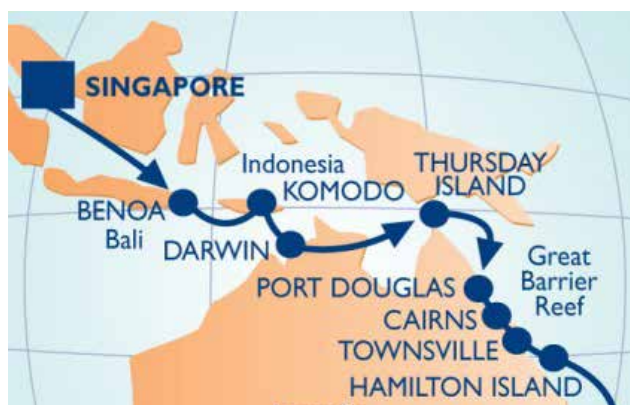 SINGAPORE
Indonesia
KOMODO
THURSDAY
ISLAND
BENOA
Bali
DARWIN
Great
Barrier
Reef
PORT DOUGLAS
CAIRNS
TOWNSVILLE
HAMILTON ISLAND